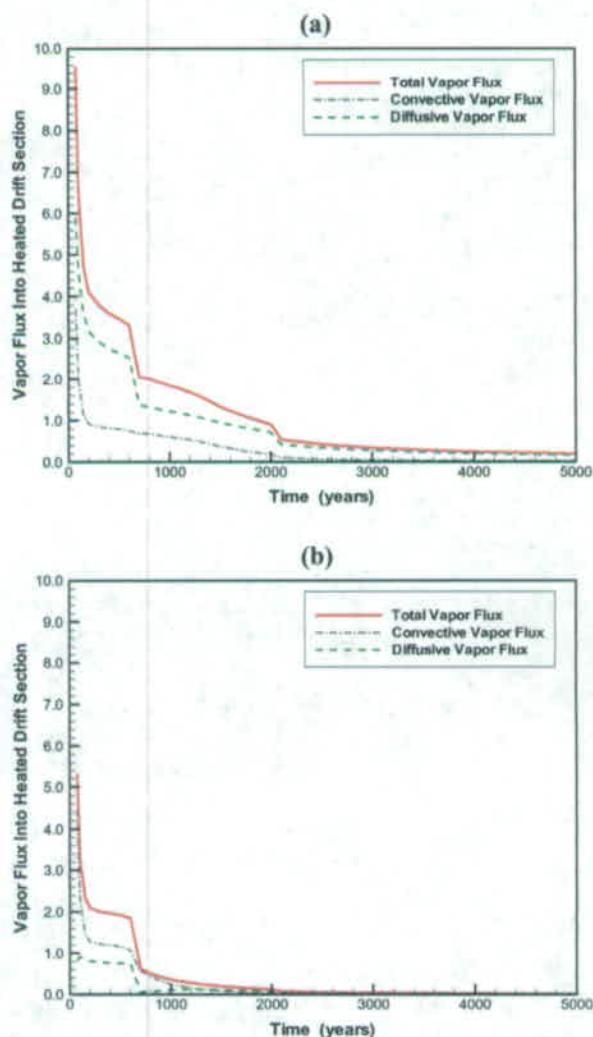 (a)
10.0
9.0
8.0
7.0
6.0
5.0
4.0
3.0
2.0
1.0
0.0
Vapor Flux Into Heated Drift Section
Total Vapor Flux
Convective Vapor Flux
Diffusive Vapor Flux
0 1000 2000 3000 4000 5000
Time (years)
(b)
10.0
9.0
8.0
7.0
6.0
5.0
4.0
3.0
2.0
1.0
0.0
Vapor Flux Into Heated Drift Section
Total Vapor Flux
Convective Vapor Flux
Diffusive Vapor Flux
0 1000 2000 3000 4000 5000
Time (years)